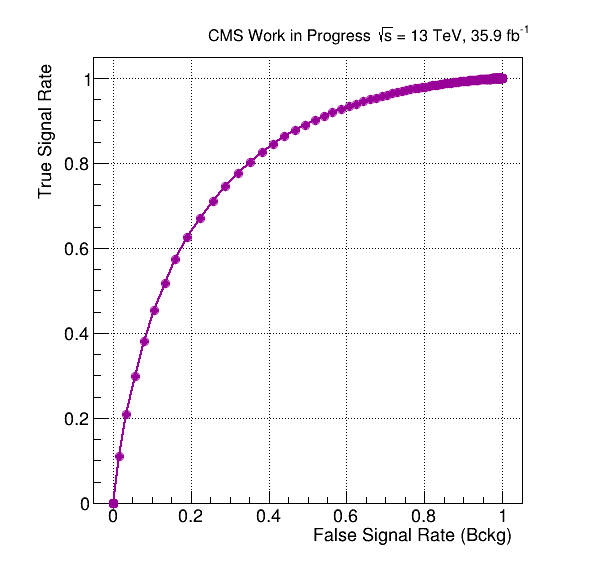 CMS Work in Progress √s = 13 TeV, 35.9 fb⁻¹
True Signal Rate
1
0.8
0.6
0.4
0.2
0
0 0.2 0.4 0.6 0.8 1
False Signal Rate (Bckg)